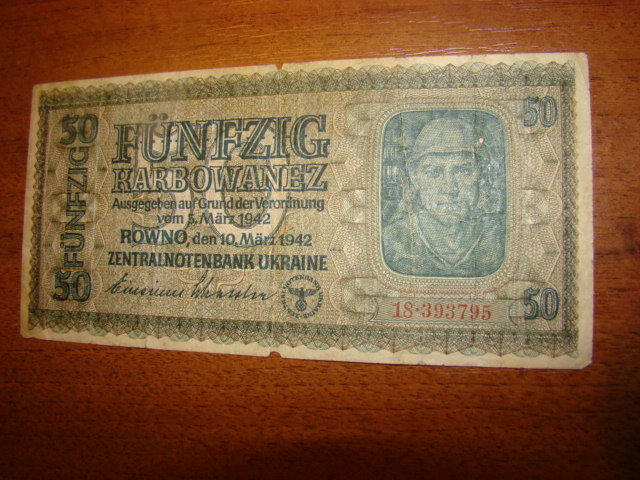 50
FÜNFZIG
50
FÜNFZIG
KARBOWANEZ
Ausgegeben auf Grund der Verordnung
vom 5. März 1942
ROWNO, den 10. März 1942
ZENTRALNOTENBANK UKRAINE
50
18·393795
50